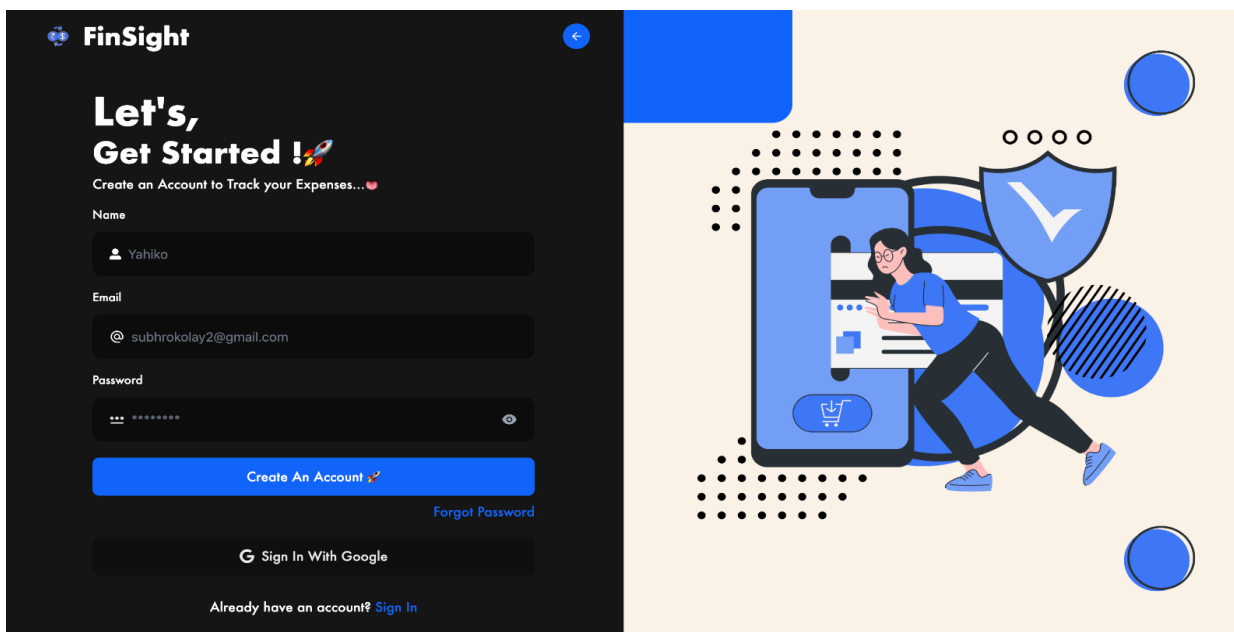 FinSight
Let's,
Get Started !🚀
Create an Account to Track your Expenses...👅
Name
Yahiko
Email
@ subhrokolay2@gmail.com
Password
********
Create An Account 🚀
Forgot Password
G Sign In With Google
Already have an account? Sign In